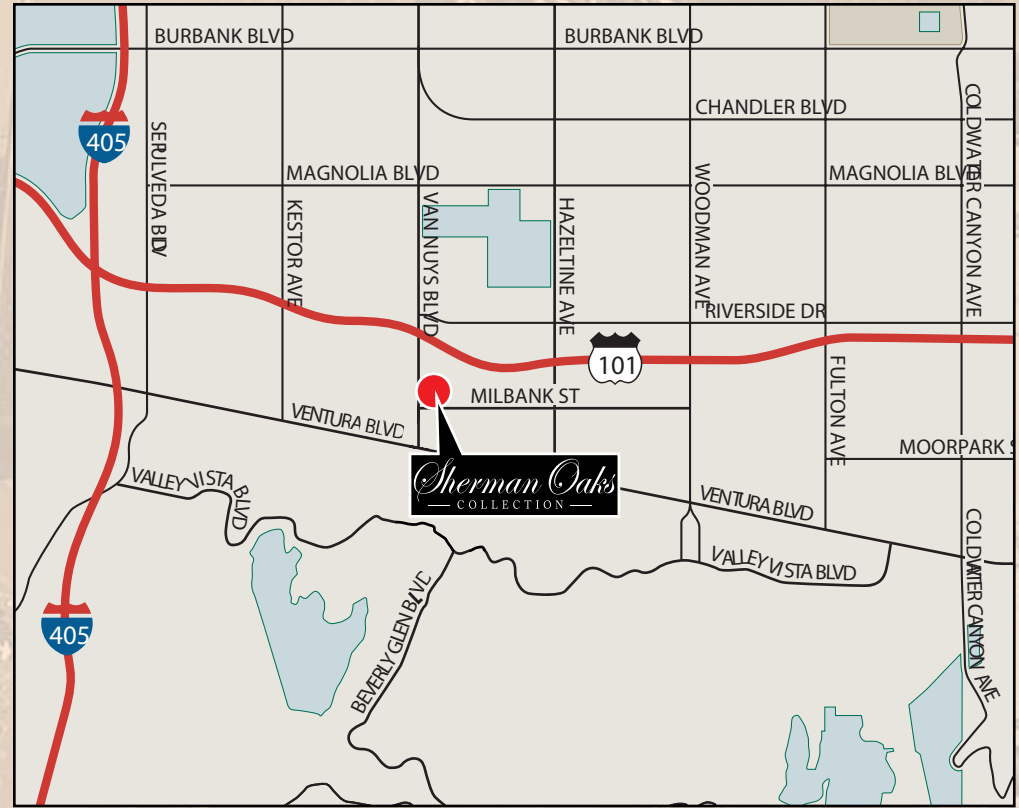 BURBANK BLVD
BURBANK BLVD
CHANDLER BLVD
COLDWATER CANYON AVE
405
SEPULVEDA BLV
MAGNOLIA BLVD
MAGNOLIA BLVD
WOODMAN AVE
VAN NUYS BLVD
HAZELTINE AVE
KESTOR AVE
RIVERSIDE DR
101
FULTON AVE
MILBANK ST
VENTURA BLVD
MOORPARK S
Sherman Oaks
COLLECTION
VALLEY VISTA BLVD
VENTURA BLVD
COLDWATER CANYON AVE
VALLEY VISTA BLVD
BEVERLY GLEN BLVD
405